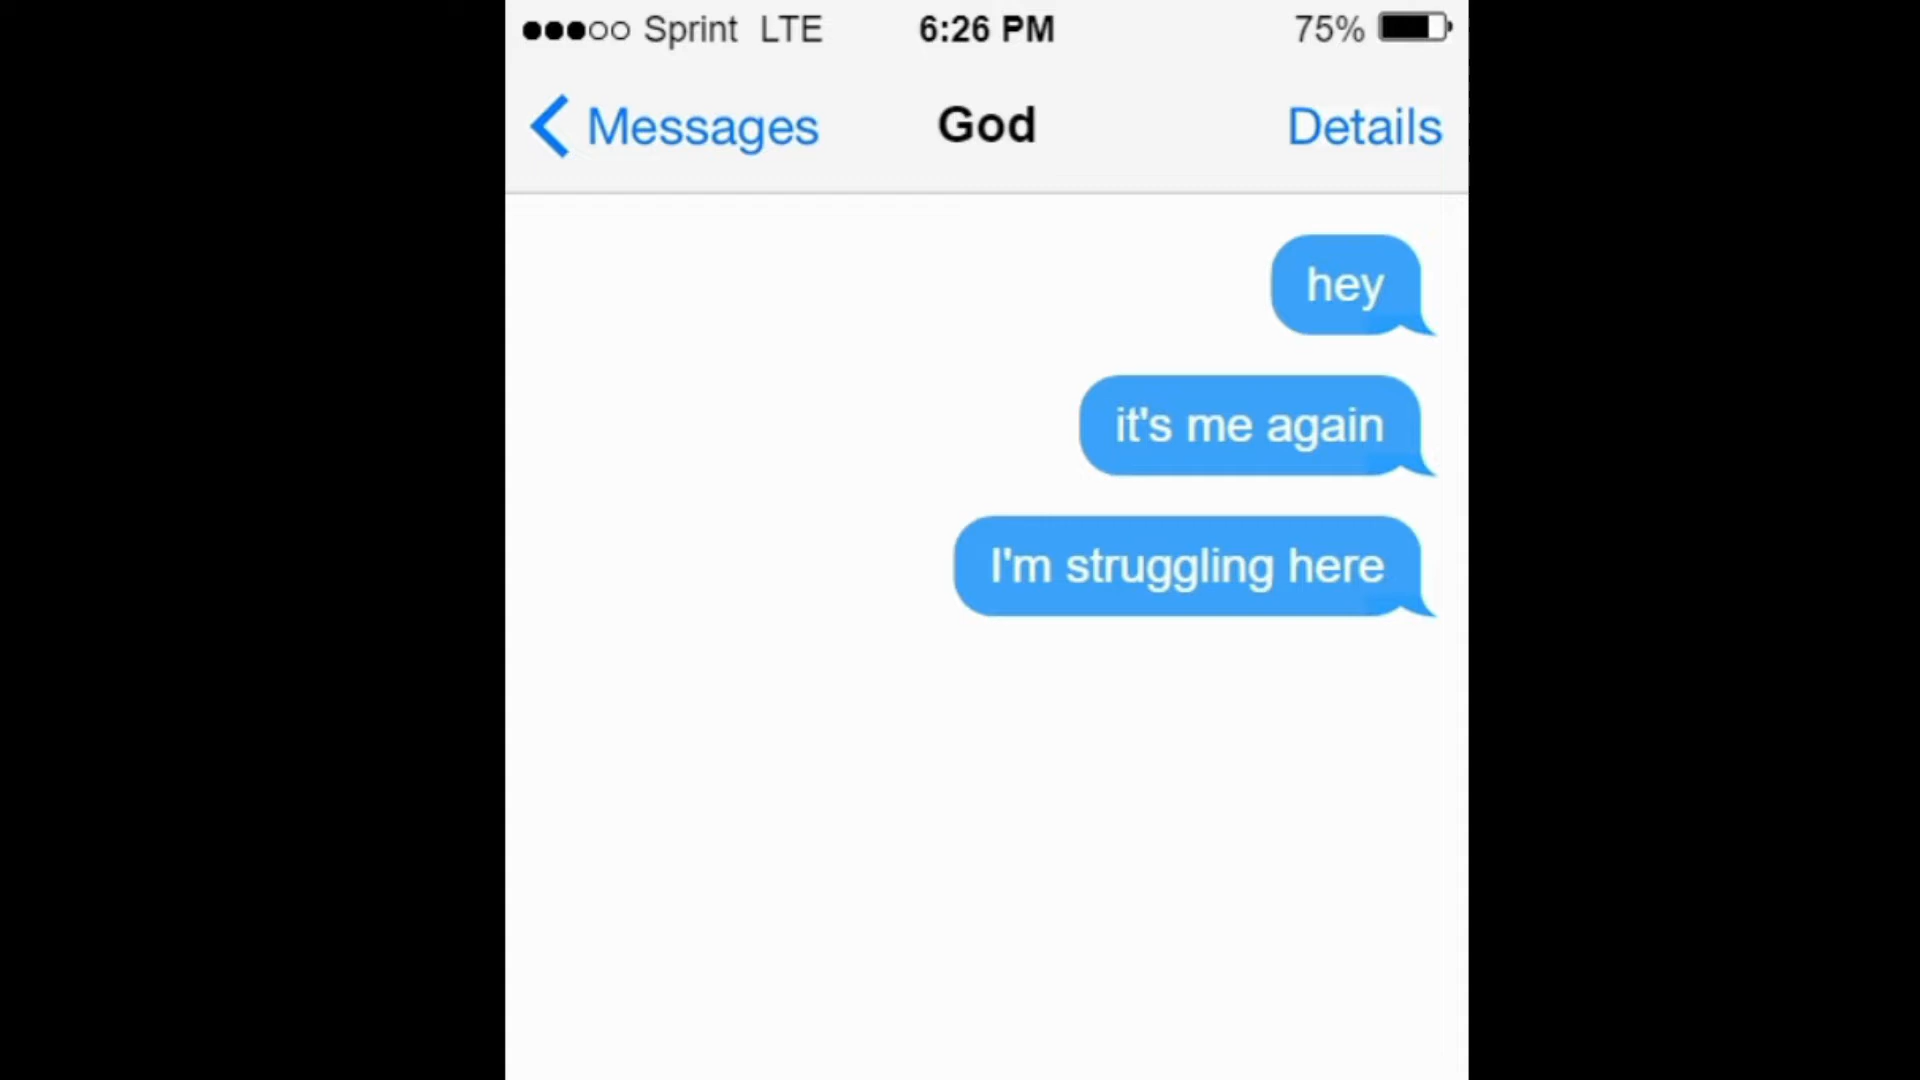 Sprint LTE 6:26 PM 75%
Messages God Details
hey
it's me again
I'm struggling here